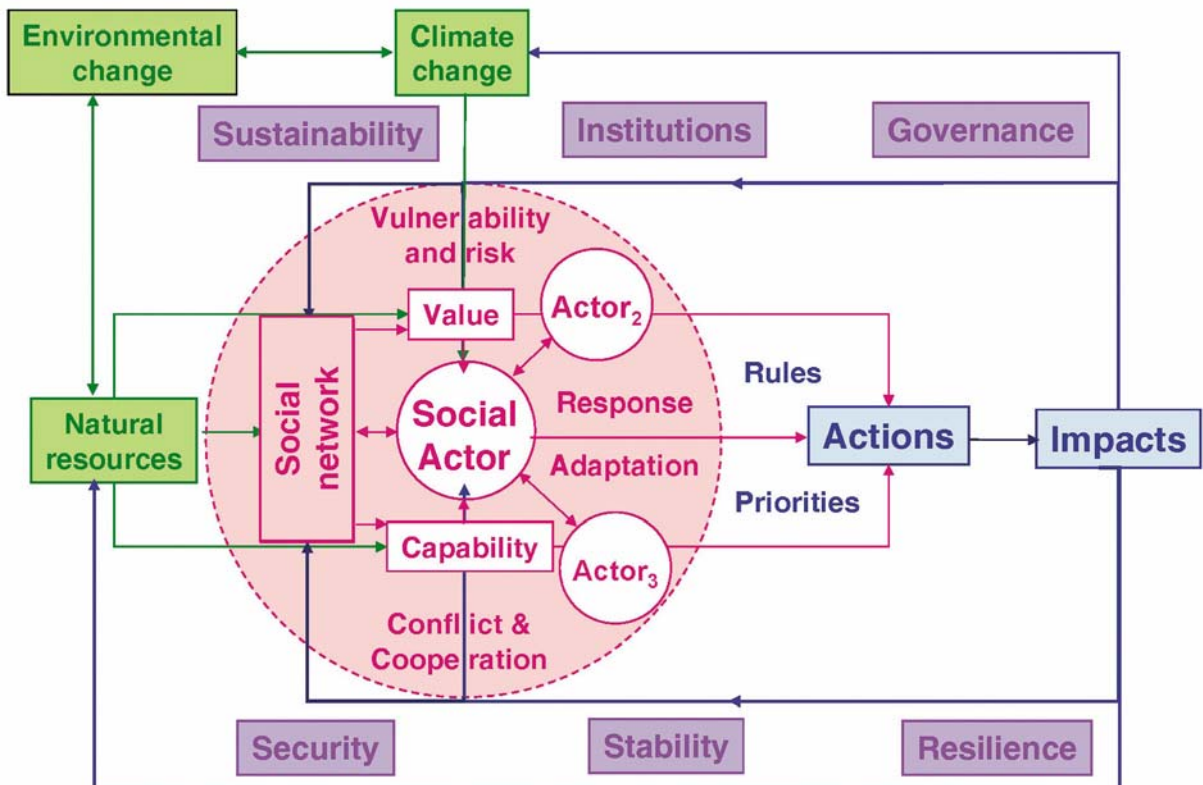 Environmental
change
Climate
change
Sustainability
Institutions
Governance
Vulnerability
and risk
Value
Actor₂
Rules
Natural
resources
Social
network
Social
Actor
Response
Adaptation
Actions
Impacts
Priorities
Capability
Actor₃
Conflict &
Cooperation
Security
Stability
Resilience